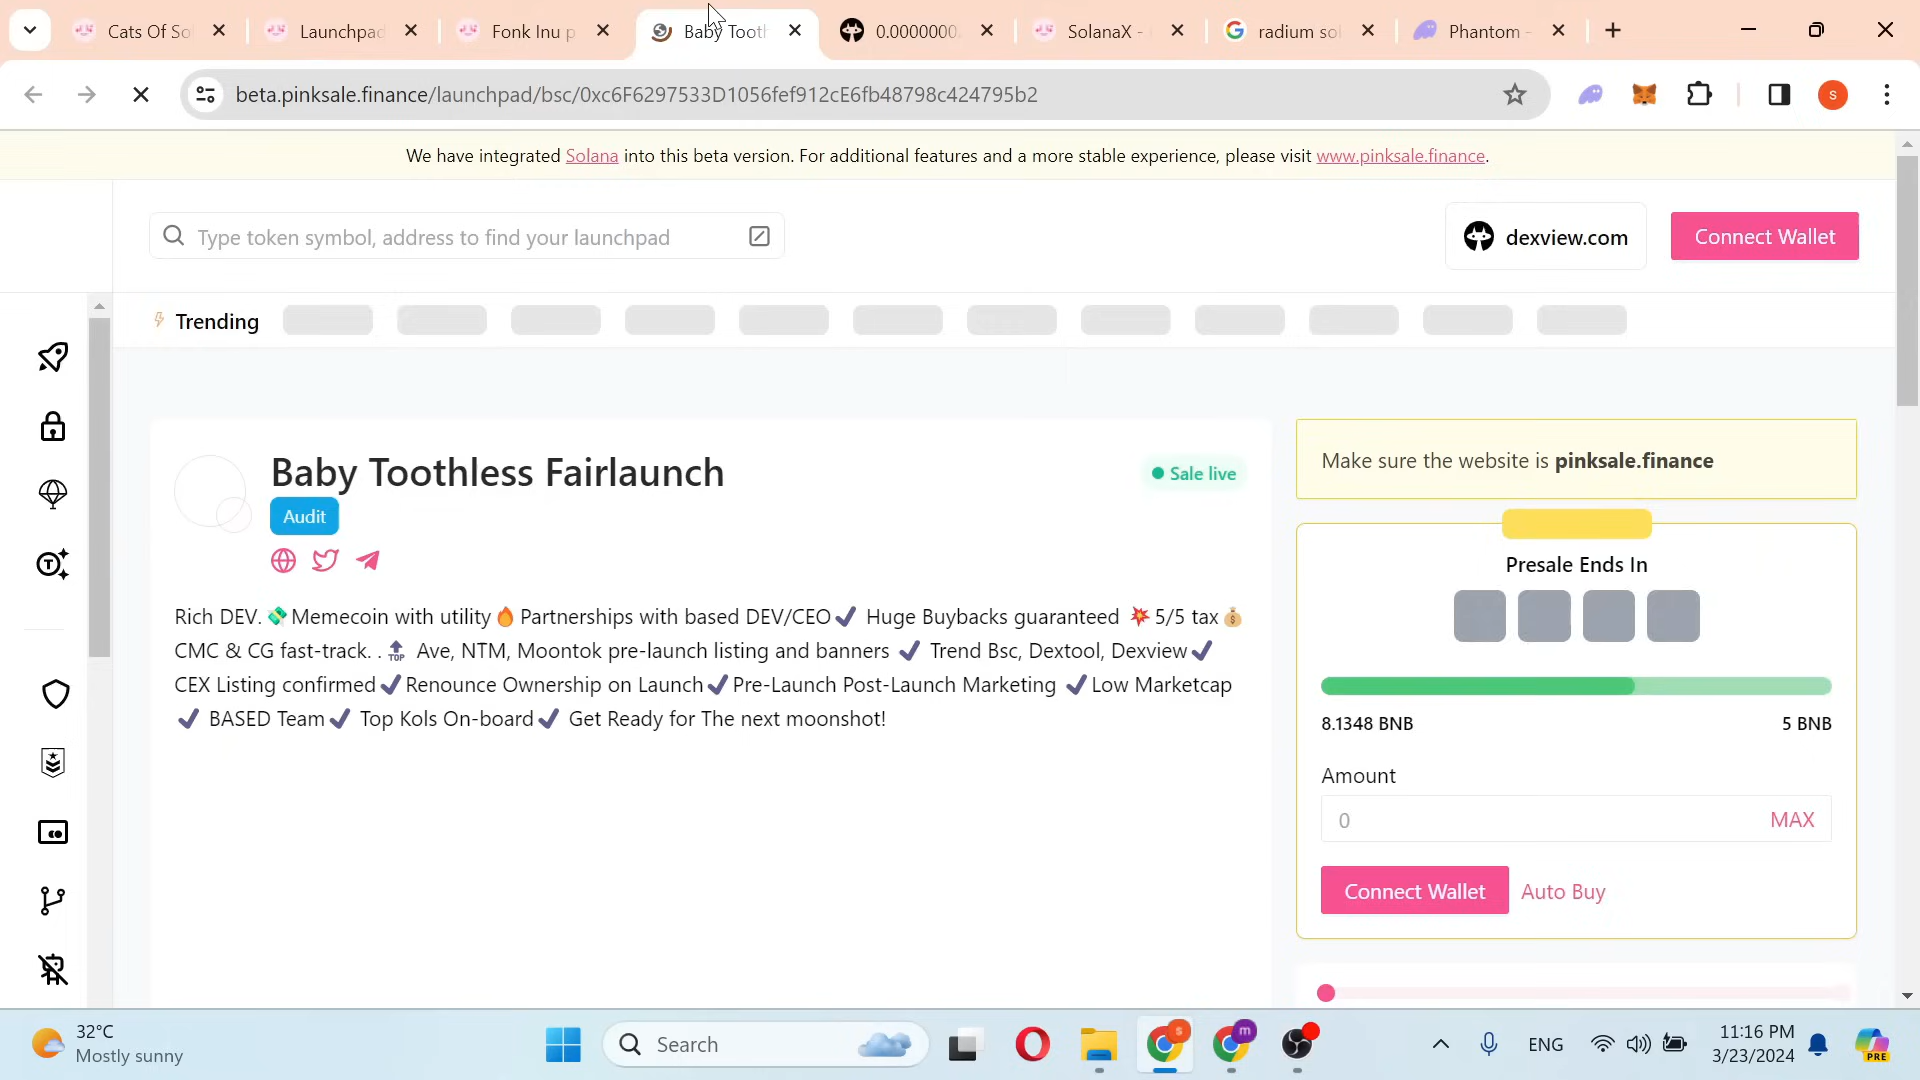 Cats Of So
Launchpad
Fonk Inu p
Baby Tooth
0.0000000
SolanaX -
radium sol
Phantom -
beta.pinksale.finance/launchpad/bsc/0xc6F6297533D1056fef912cE6fb48798c424795b2
S
We have integrated Solana into this beta version. For additional features and a more stable experience, please visit www.pinksale.finance.
Type token symbol, address to find your launchpad
dexview.com
Connect Wallet
Trending
Baby Toothless Fairlaunch
Sale live
Audit
Rich DEV. 💸 Memecoin with utility 🔥 Partnerships with based DEV/CEO ✔ Huge Buybacks guaranteed 💥 5/5 tax 💰
CMC & CG fast-track. . 🔝 Ave, NTM, Moontok pre-launch listing and banners ✔ Trend Bsc, Dextool, Dexview ✔
CEX Listing confirmed ✔ Renounce Ownership on Launch ✔ Pre-Launch Post-Launch Marketing ✔ Low Marketcap
✔ BASED Team ✔ Top Kols On-board ✔ Get Ready for The next moonshot!
Make sure the website is pinksale.finance
Presale Ends In
8.1348 BNB
5 BNB
Amount
0
MAX
Connect Wallet
Auto Buy
32°C
Mostly sunny
Search
s
m
ENG
11:16 PM
3/23/2024
PRE